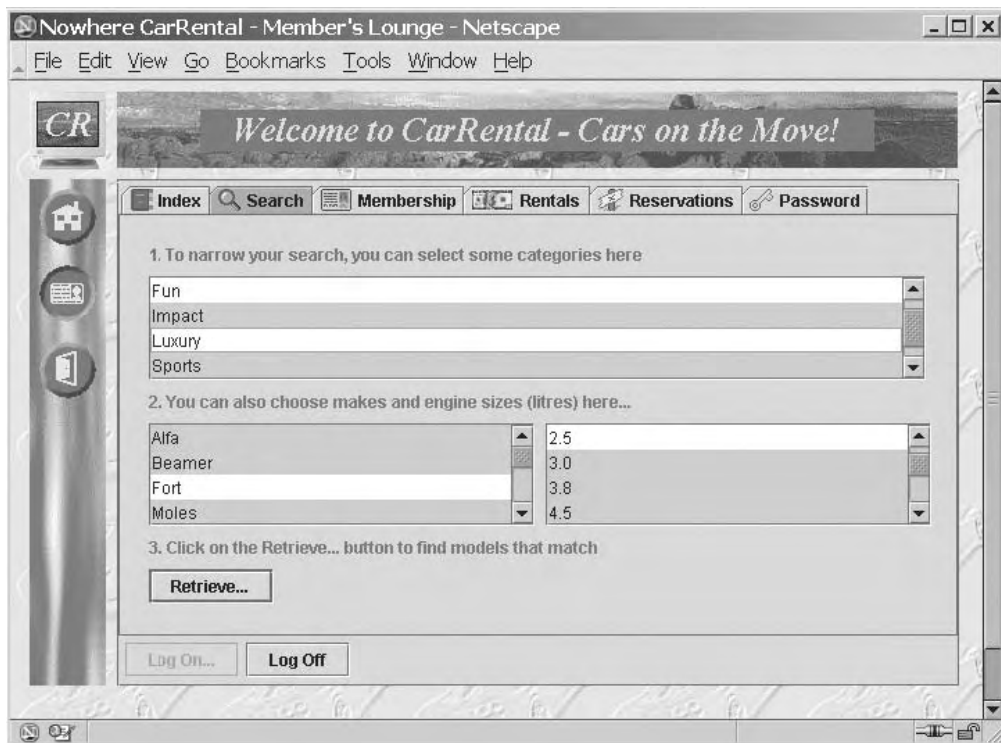 Nowhere CarRental - Member's Lounge - Netscape
File Edit View Go Bookmarks Tools Window Help
CR
Welcome to CarRental - Cars on the Move!
Index Search Membership Rentals Reservations Password
1. To narrow your search, you can select some categories here
Fun
Impact
Luxury
Sports
2. You can also choose makes and engine sizes (litres) here...
Alfa 2.5
Beamer 3.0
Fort 3.8
Moles 4.5
3. Click on the Retrieve... button to find models that match
Retrieve...
Log On... Log Off